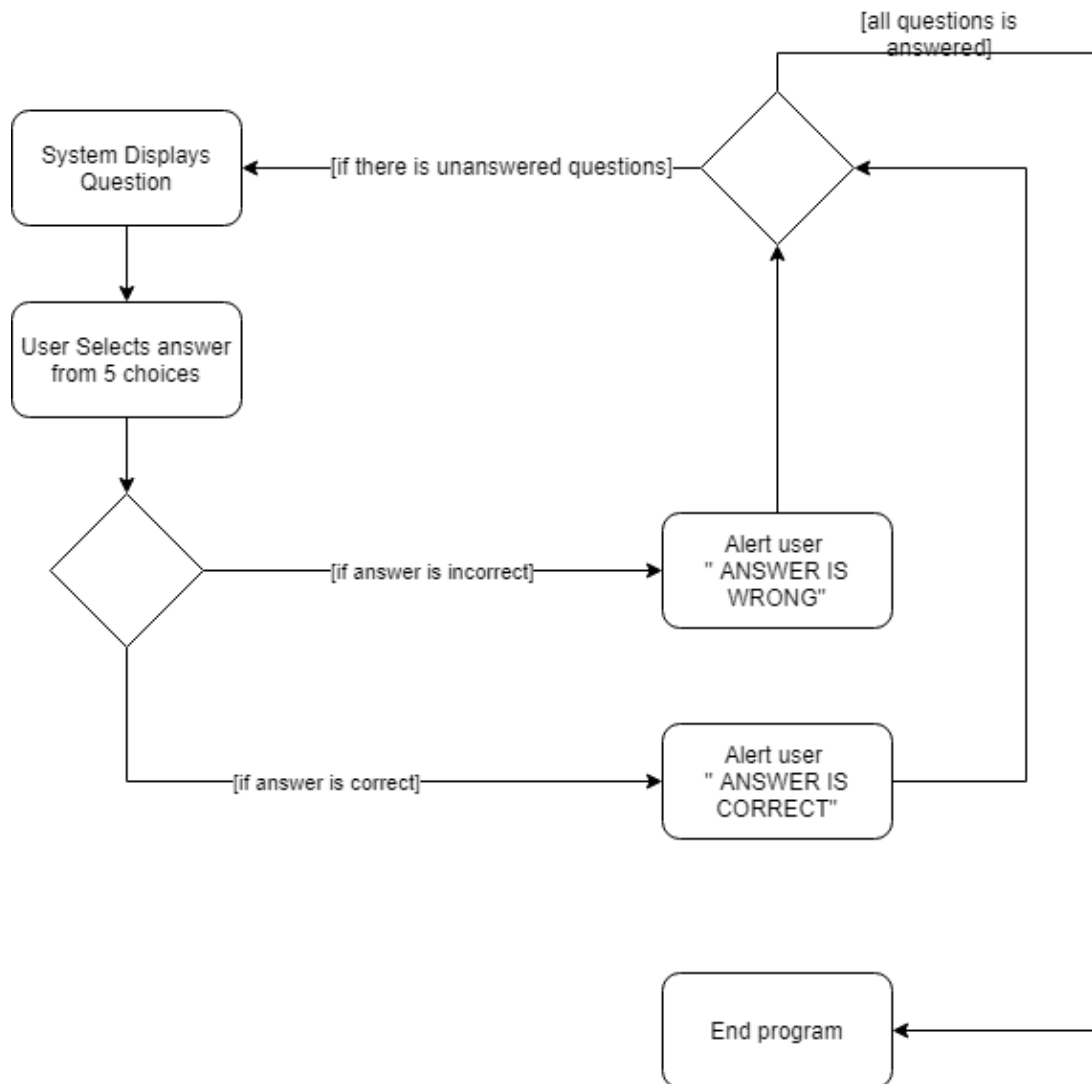 [all questions is
answered]
System Displays
Question
[if there is unanswered questions]
User Selects answer
from 5 choices
[if answer is incorrect]
Alert user
" ANSWER IS
WRONG"
[if answer is correct]
Alert user
" ANSWER IS
CORRECT"
End program